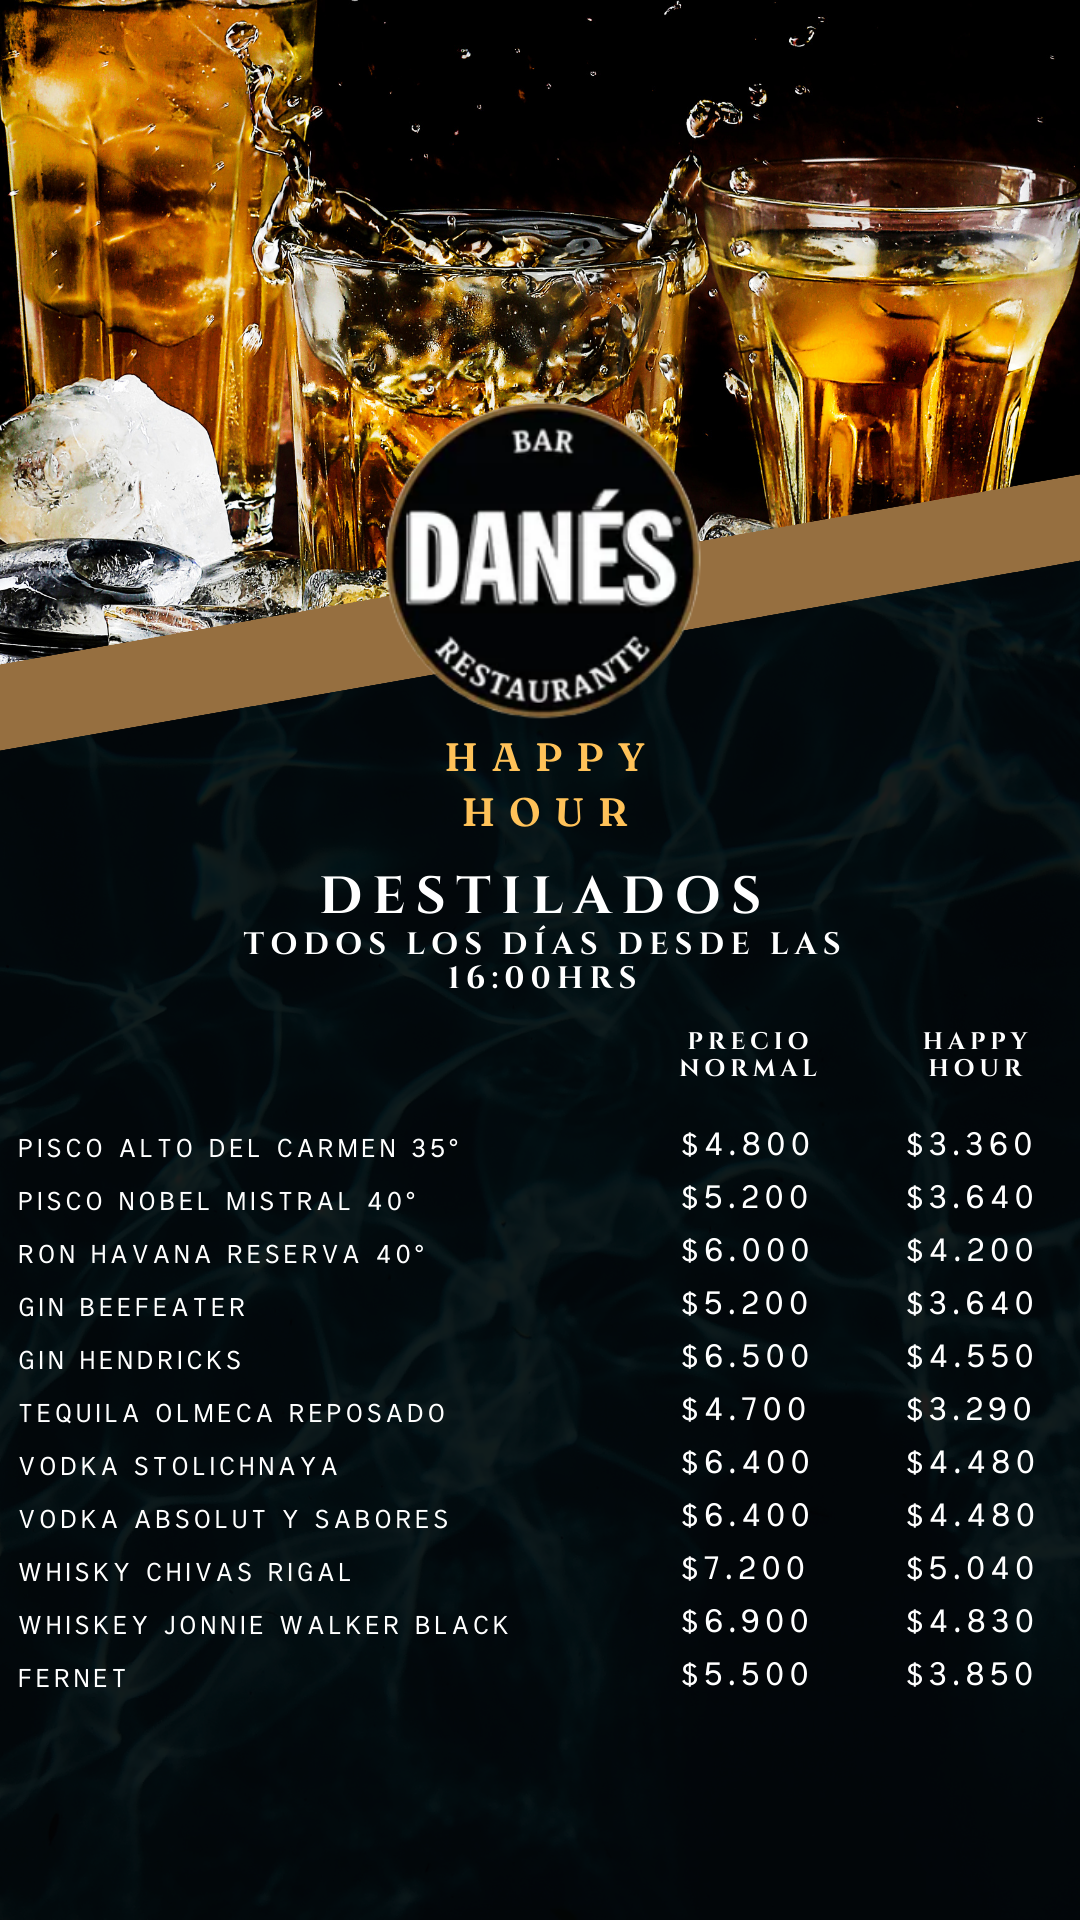 BAR
DANÉS
RESTAURANTE
HAPPY
HOUR
DESTILADOS
TODOS LOS DÍAS DESDE LAS
16:00HRS
PRECIO NORMAL HAPPY HOUR
PISCO ALTO DEL CARMEN 35° $4.800 $3.360
PISCO NOBEL MISTRAL 40° $5.200 $3.640
RON HAVANA RESERVA 40° $6.000 $4.200
GIN BEEFEATER $5.200 $3.640
GIN HENDRICKS $6.500 $4.550
TEQUILA OLMECA REPOSADO $4.700 $3.290
VODKA STOLICHNAYA $6.400 $4.480
VODKA ABSOLUT Y SABORES $6.400 $4.480
WHISKY CHIVAS RIGAL $7.200 $5.040
WHISKEY JONNIE WALKER BLACK $6.900 $4.830
FERNET $5.500 $3.850